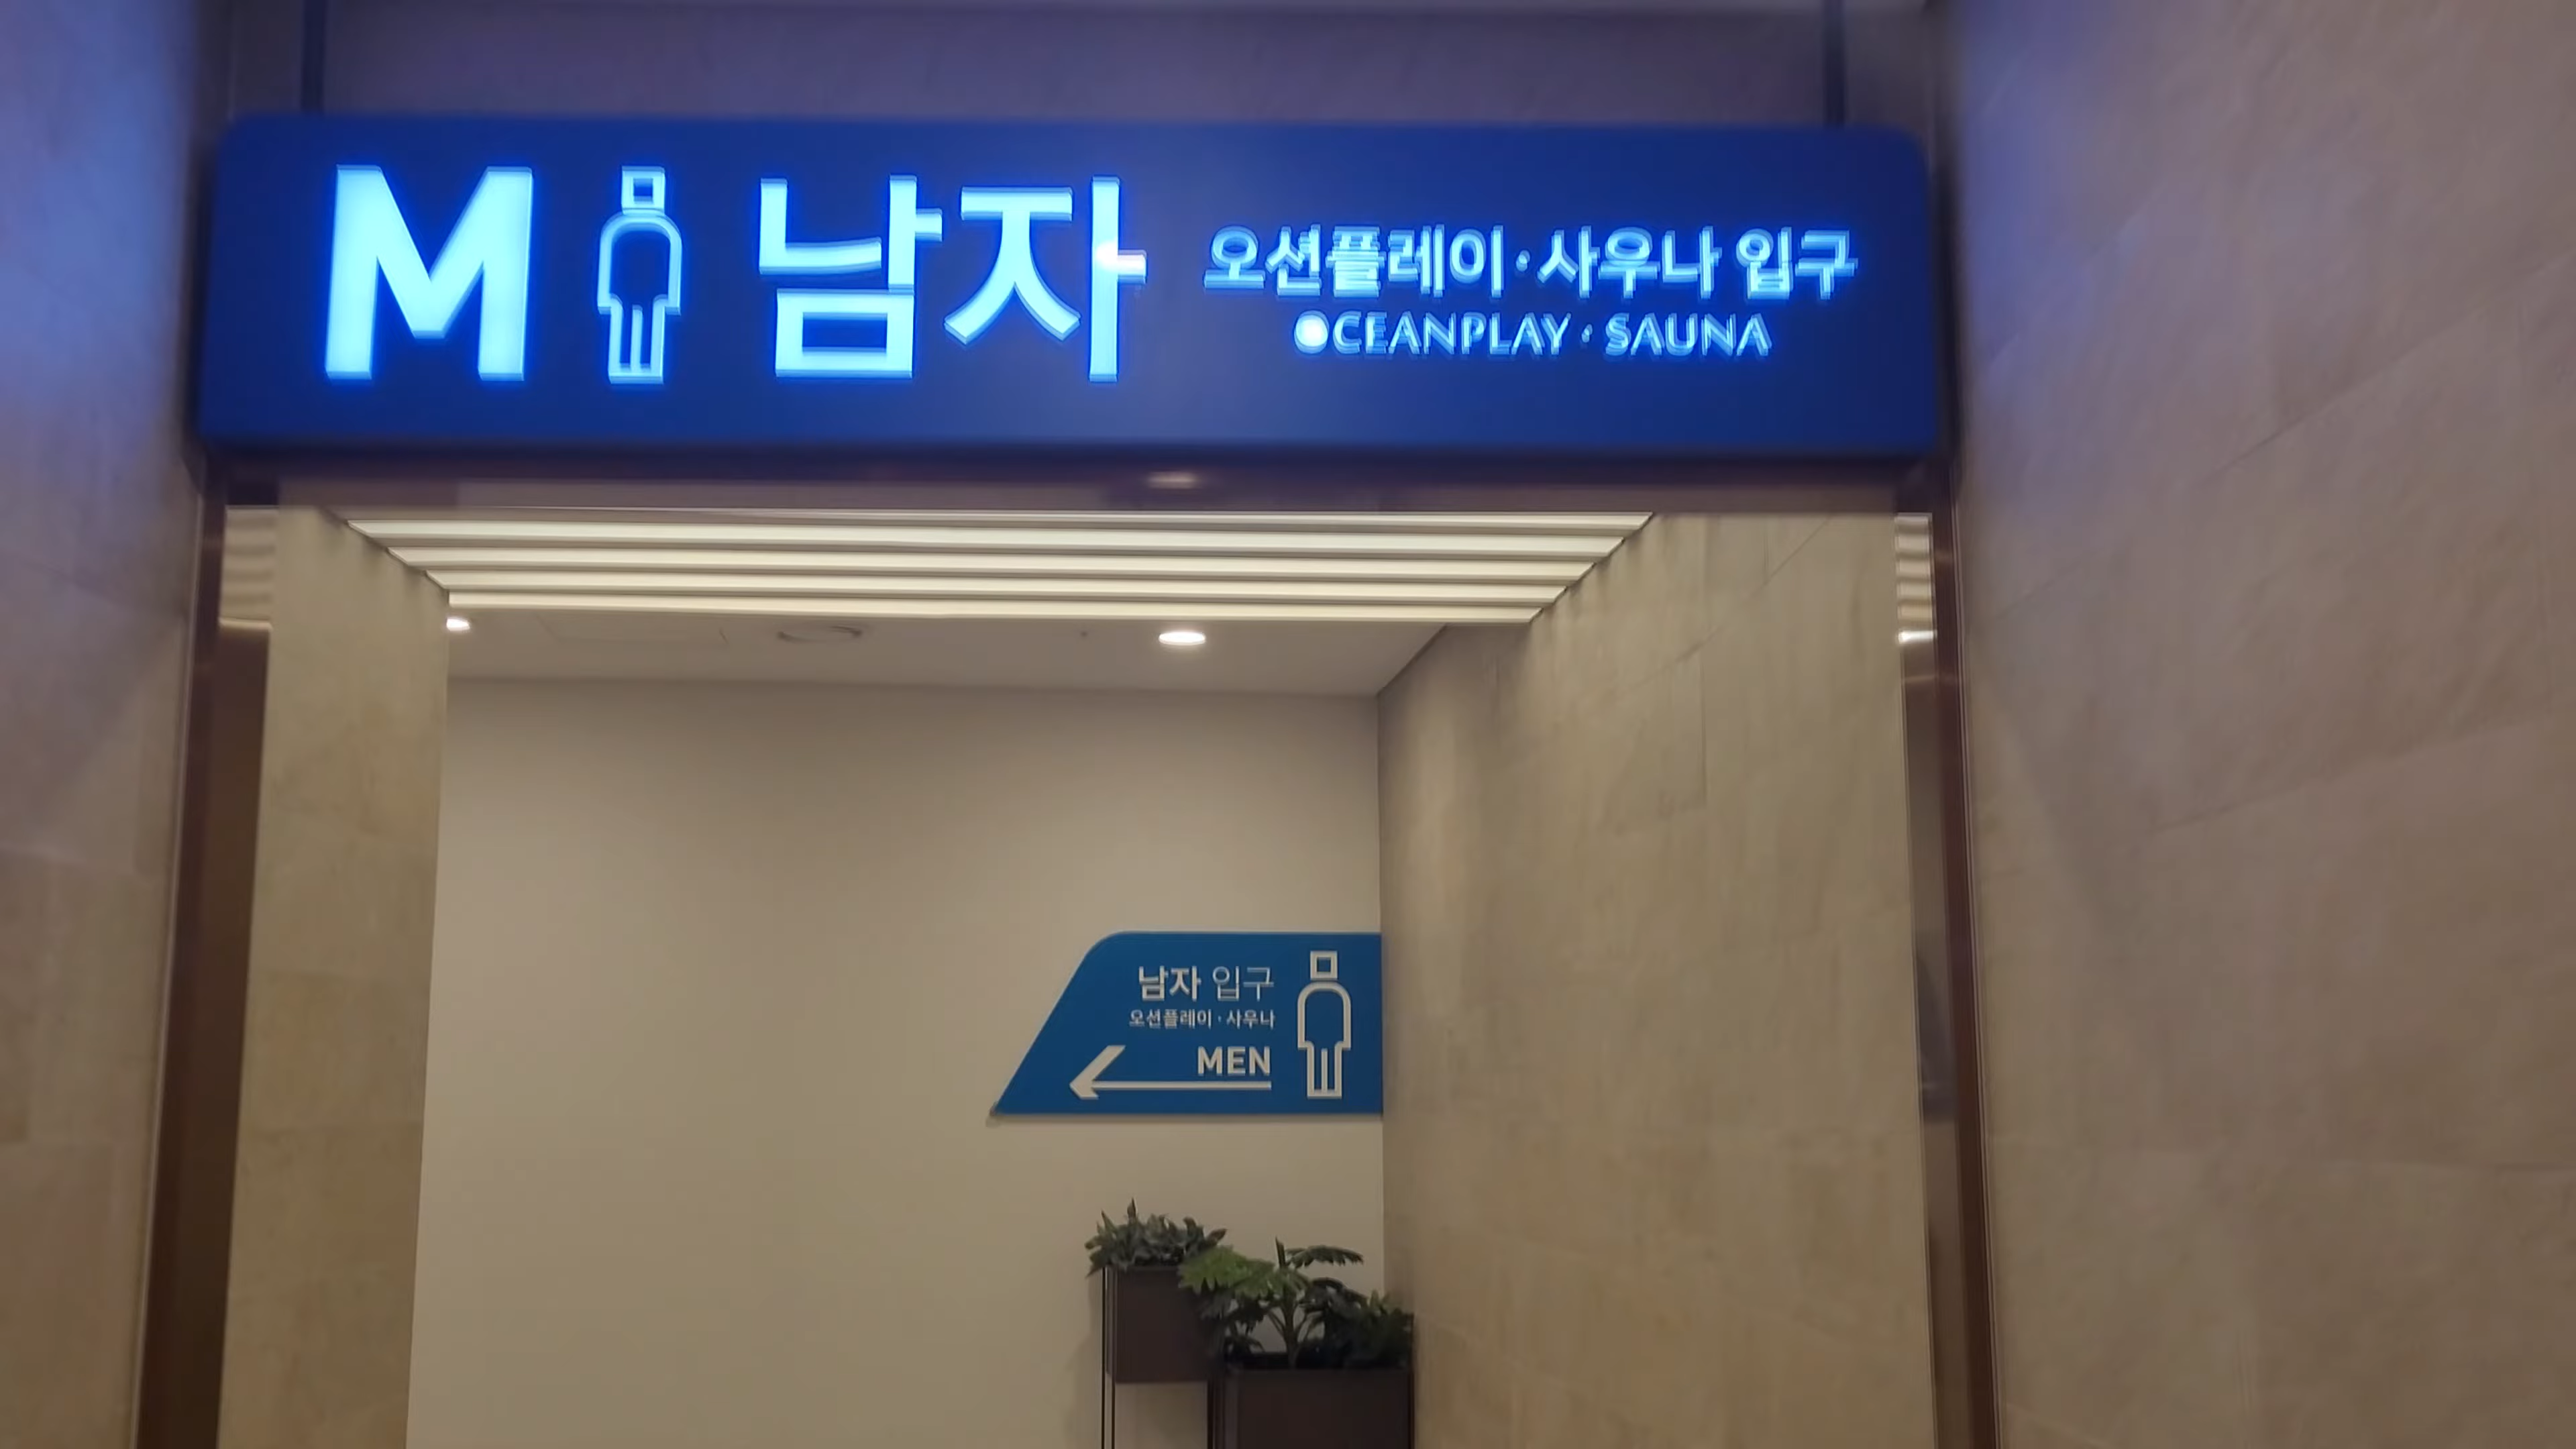 M 남자
오션플레이·사우나 입구
OCEANPLAY · SAUNA
남자 입구
오션플레이 · 사우나
MEN